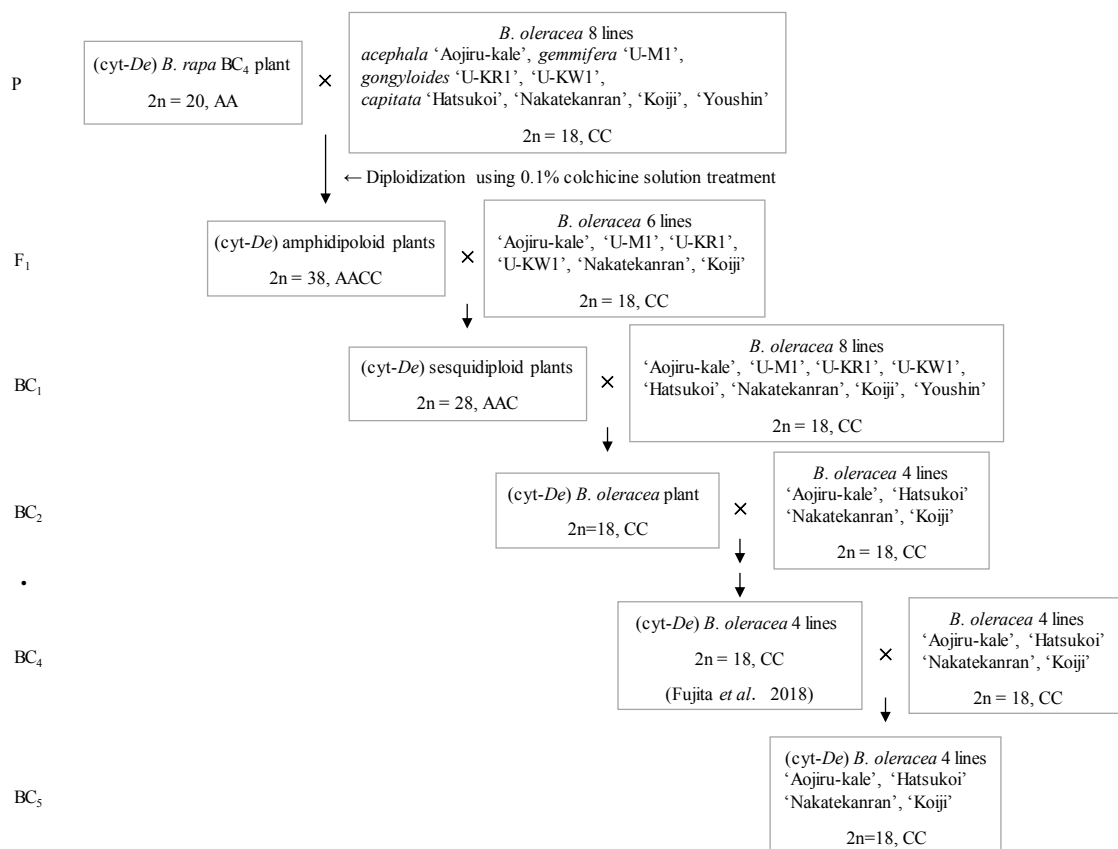 P
(cyt-De) B. rapa BC4 plant
2n = 20, AA
×
B. oleracea 8 lines
acephala ‘Aojiru-kale’, gemmifera ‘U-M1’,
gongyloides ‘U-KR1’, ‘U-KW1’,
capitata ‘Hatsukoi’, ‘Nakatekanran’, ‘Koiji’, ‘Youshin’
2n = 18, CC
← Diploidization using 0.1% colchicine solution treatment
F1
(cyt-De) amphidipoloid plants
2n = 38, AACC
×
B. oleracea 6 lines
‘Aojiru-kale’, ‘U-M1’, ‘U-KR1’,
‘U-KW1’, ‘Nakatekanran’, ‘Koiji’
2n = 18, CC
BC1
(cyt-De) sesquidiploid plants
2n = 28, AAC
×
B. oleracea 8 lines
‘Aojiru-kale’, ‘U-M1’, ‘U-KR1’, ‘U-KW1’,
‘Hatsukoi’, ‘Nakatekanran’, ‘Koiji’, ‘Youshin’
2n = 18, CC
BC2
(cyt-De) B. oleracea plant
2n=18, CC
×
B. oleracea 4 lines
‘Aojiru-kale’, ‘Hatsukoi’
‘Nakatekanran’, ‘Koiji’
2n = 18, CC
•
BC4
(cyt-De) B. oleracea 4 lines
2n = 18, CC
(Fujita et al. 2018)
×
B. oleracea 4 lines
‘Aojiru-kale’, ‘Hatsukoi’
‘Nakatekanran’, ‘Koiji’
2n = 18, CC
BC5
(cyt-De) B. oleracea 4 lines
‘Aojiru-kale’, ‘Hatsukoi’
‘Nakatekanran’, ‘Koiji’
2n=18, CC